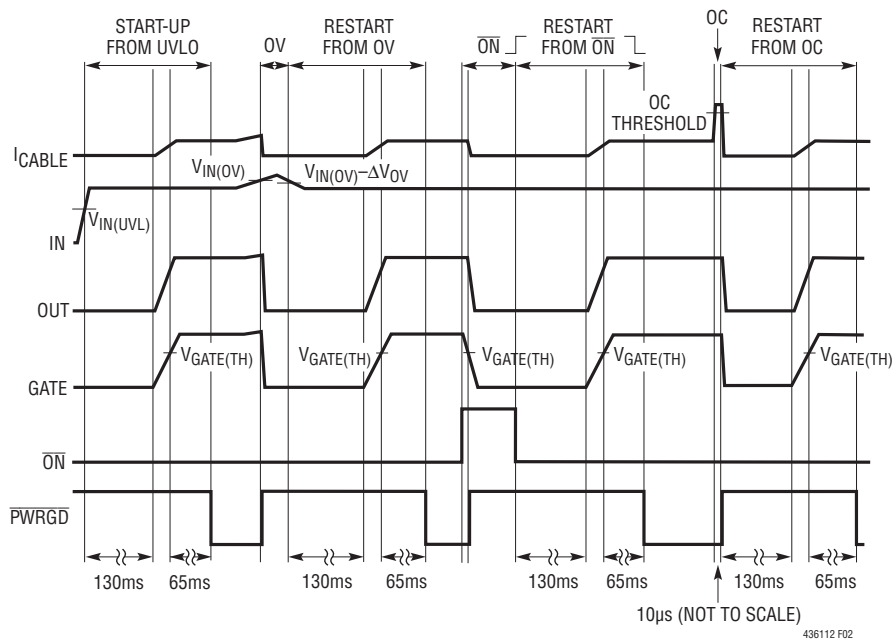 START-UP
FROM UVLO
OV
RESTART
FROM OV
ON
RESTART
FROM ON
OC
RESTART
FROM OC
OC
THRESHOLD
ICABLE
VIN(OV)
VIN(OV)–ΔVOV
VIN(UVL)
IN
OUT
VGATE(TH)
VGATE(TH)
VGATE(TH)
VGATE(TH)
VGATE(TH)
GATE
ON
PWRGD
130ms
65ms
130ms
65ms
130ms
65ms
130ms
65ms
10µs (NOT TO SCALE)
436112 F02